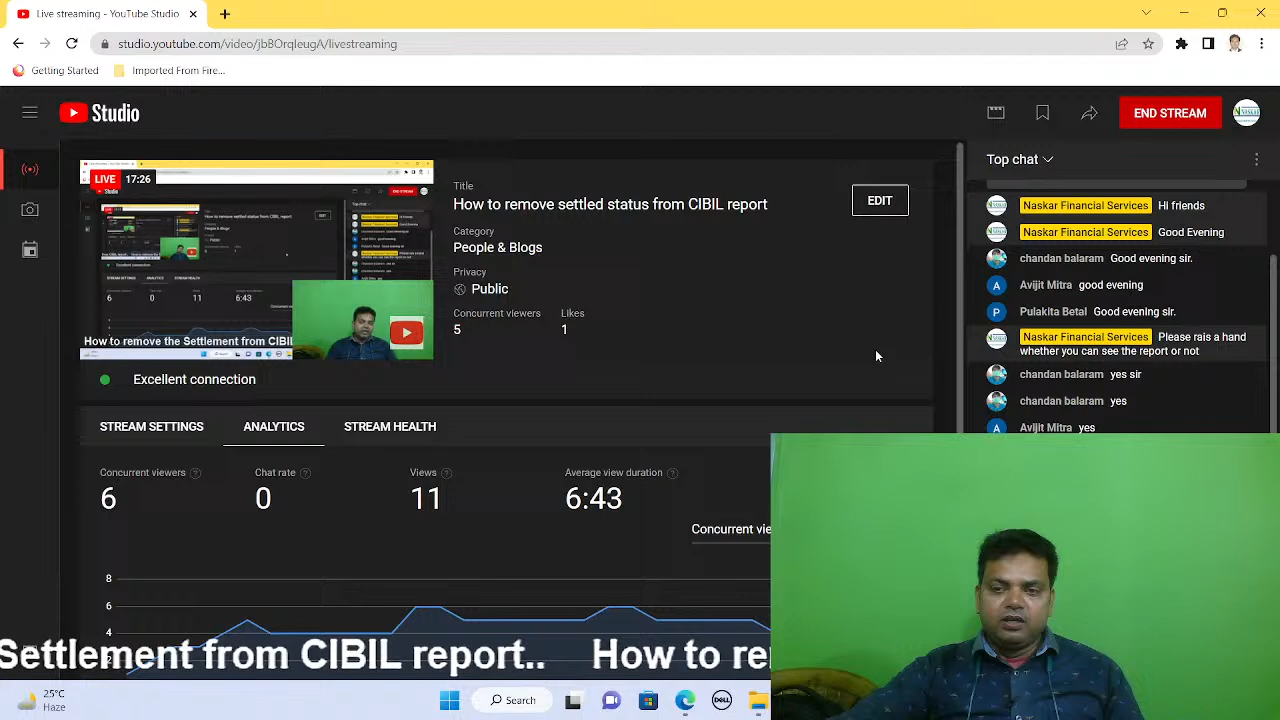 Live streaming - YouTube Studio
studio.youtube.com/video/jbBOrqleugA/livestreaming
Getting Started
Imported From Fire...
Studio
END STREAM
LIVE 17:26
How to remove the Settlement from CIBIL
Title
How to remove settled status from CIBIL report
EDIT
Category
People & Blogs
Privacy
Public
Concurrent viewers Likes
5 1
Excellent connection
STREAM SETTINGS ANALYTICS STREAM HEALTH
Concurrent viewers Chat rate Views Average view duration
6 0 11 6:43
Concurrent vie
8
6
4
2
Top chat
Naskar Financial Services HI friends
Naskar Financial Services Good Evening
chandan balaram Good evening sir.
Avijit Mitra good evening
Pulakita Betal Good evening sir.
Naskar Financial Services Please rais a hand
whether you can see the report or not
chandan balaram yes sir
chandan balaram yes
Avijit Mitra yes
Settlement from CIBIL report.. How to re
25°C
Haze
Search
DELL